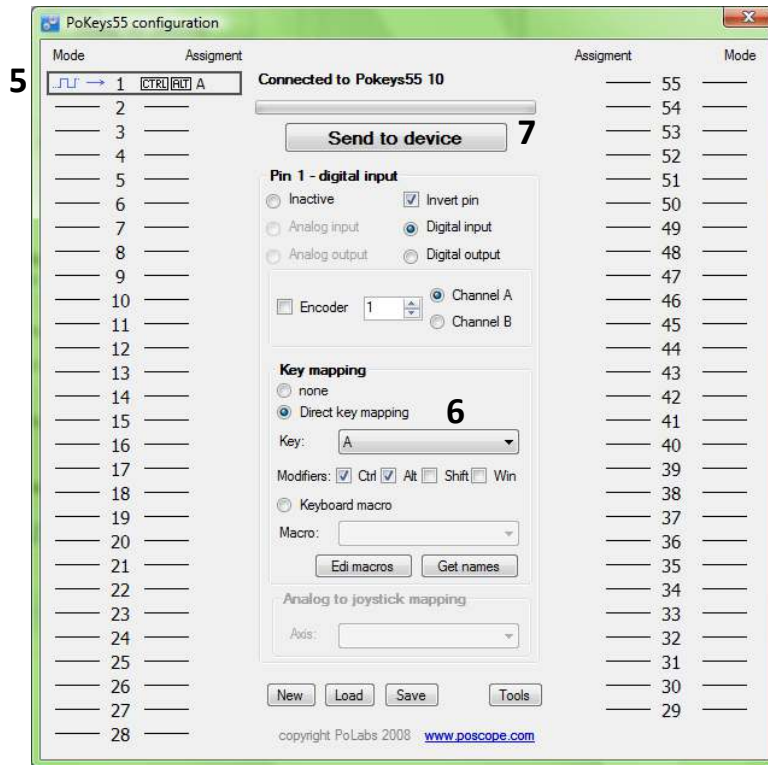 PoKeys55 configuration
Mode Assigment Assigment Mode
5 1 CTRL ALT A
2
3
4
5
6
7
8
9
10
11
12
13
14
15
16
17
18
19
20
21
22
23
24
25
26
27
28
Connected to Pokeys55 10
Send to device 7
Pin 1 - digital input
Inactive Invert pin
Analog input Digital input
Analog output Digital output
Encoder 1 Channel A
Channel B
Key mapping
none
Direct key mapping 6
Key: A
Modifiers: Ctrl Alt Shift Win
Keyboard macro
Macro:
Edi macros Get names
Analog to joystick mapping
Axis:
New Load Save Tools
copyright PoLabs 2008 www.poscope.com
55
54
53
52
51
50
49
48
47
46
45
44
43
42
41
40
39
38
37
36
35
34
33
32
31
30
29